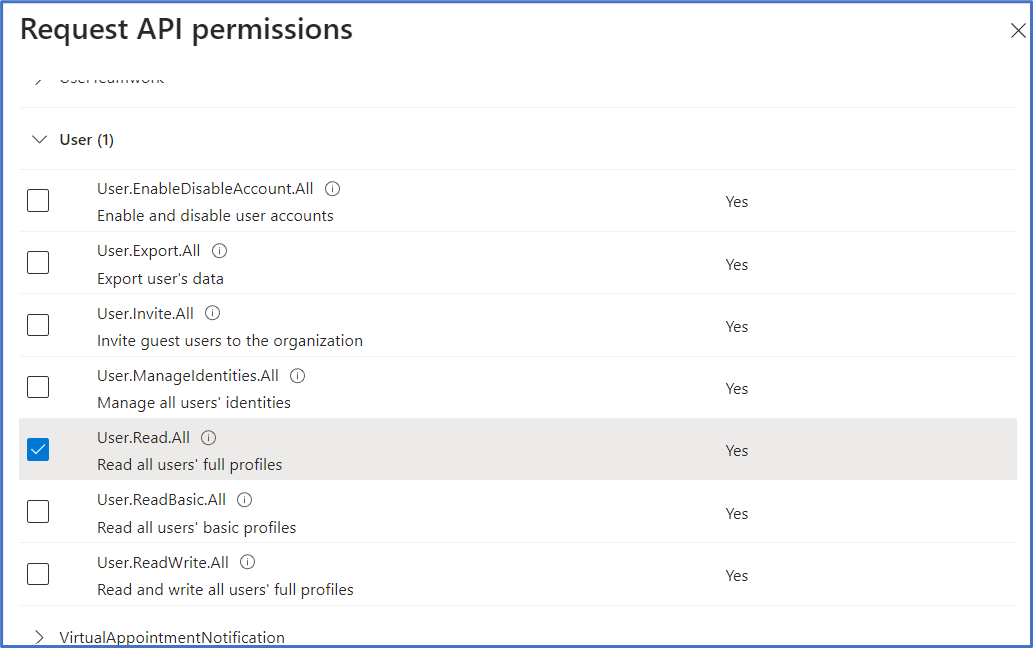 Request API permissions
UserTeamwork
User (1)
User.EnableDisableAccount.All
Enable and disable user accounts
Yes
User.Export.All
Export user's data
Yes
User.Invite.All
Invite guest users to the organization
Yes
User.ManageIdentities.All
Manage all users' identities
Yes
User.Read.All
Read all users' full profiles
Yes
User.ReadBasic.All
Read all users' basic profiles
Yes
User.ReadWrite.All
Read and write all users' full profiles
Yes
VirtualAppointmentNotification